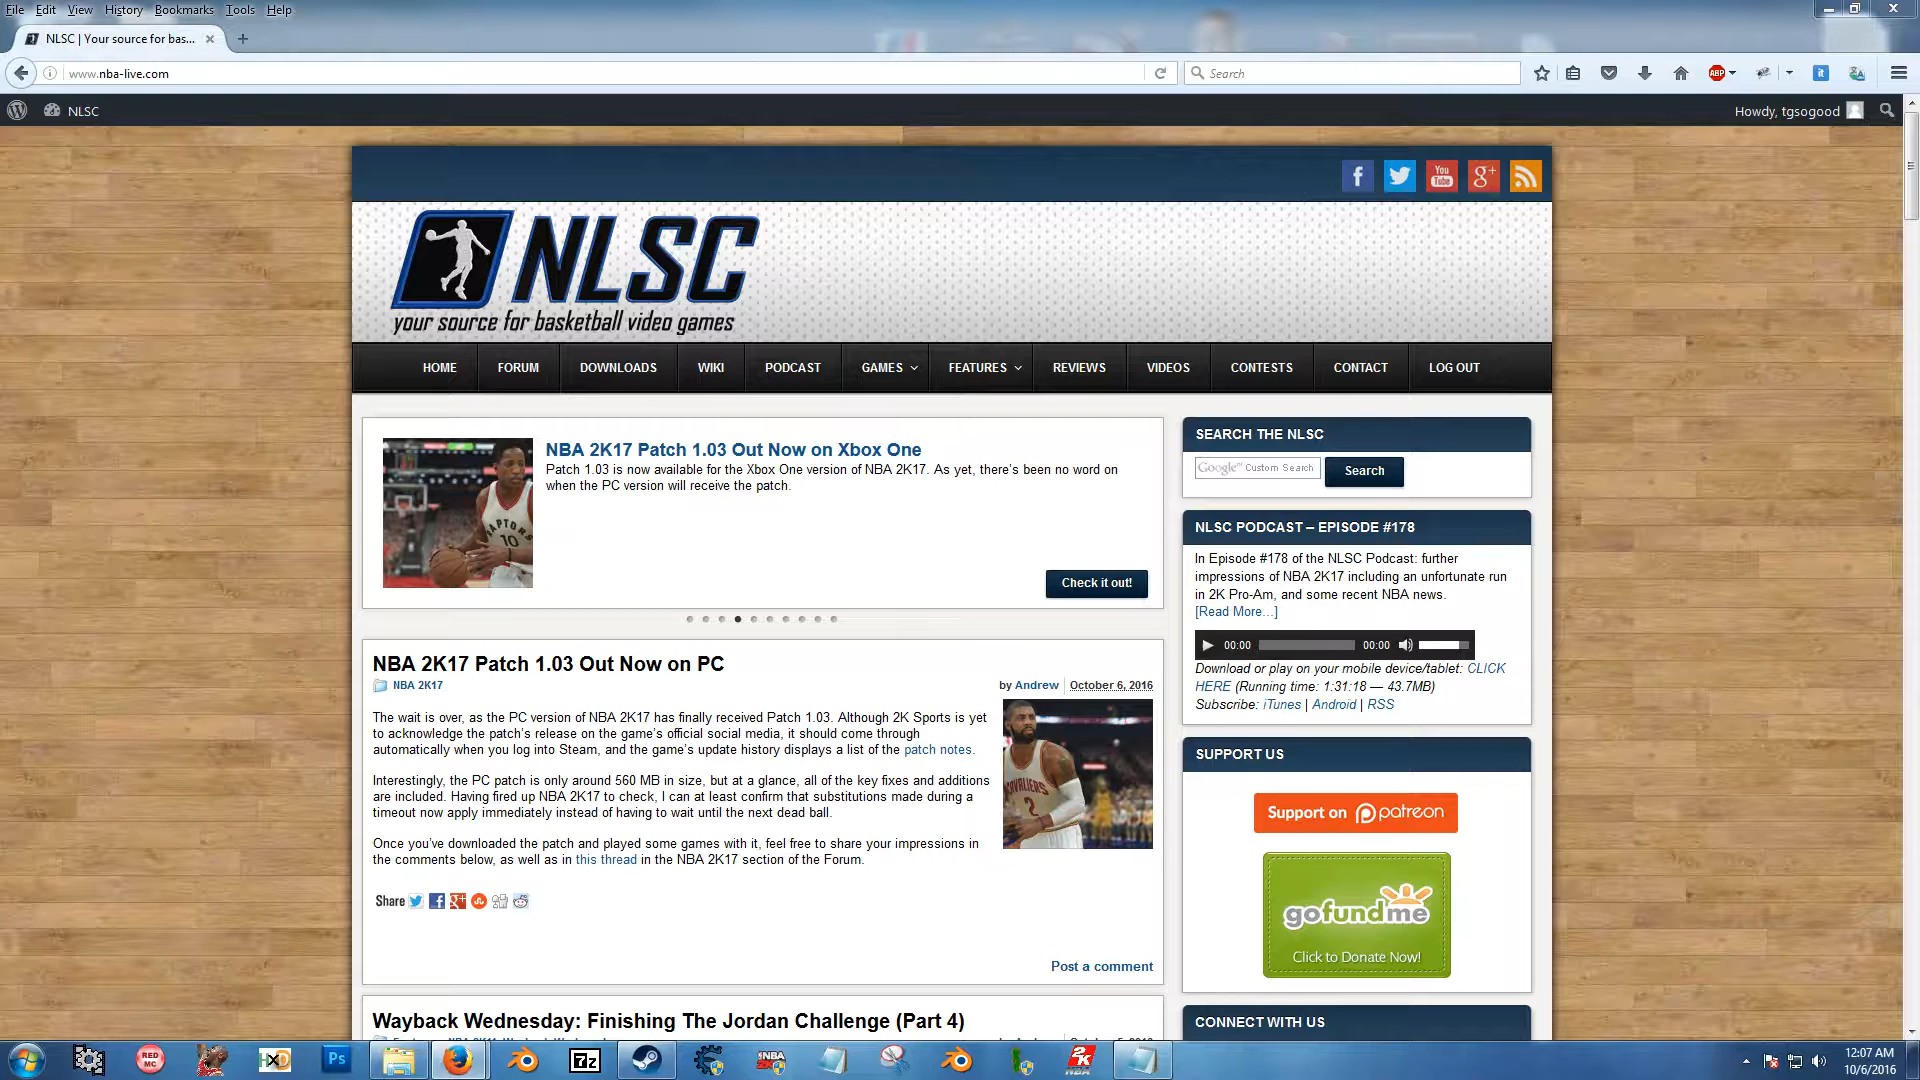 File Edit View History Bookmarks Tools Help
NLSC | Your source for bas...
www.nba-live.com
Search
ABP
it
NLSC
Howdy, tgsogood
You Tube
g+
NLSC
your source for basketball video games
HOME FORUM DOWNLOADS WIKI PODCAST GAMES FEATURES REVIEWS VIDEOS CONTESTS CONTACT LOG OUT
RAPTORS
10
NBA 2K17 Patch 1.03 Out Now on Xbox One
Patch 1.03 is now available for the Xbox One version of NBA 2K17. As yet, there's been no word on
when the PC version will receive the patch.
Check it out!
NBA 2K17 Patch 1.03 Out Now on PC
NBA 2K17
by Andrew October 6, 2016
The wait is over, as the PC version of NBA 2K17 has finally received Patch 1.03. Although 2K Sports is yet
to acknowledge the patch's release on the game's official social media, it should come through
automatically when you log into Steam, and the game's update history displays a list of the patch notes.
Interestingly, the PC patch is only around 560 MB in size, but at a glance, all of the key fixes and additions
are included. Having fired up NBA 2K17 to check, I can at least confirm that substitutions made during a
timeout now apply immediately instead of having to wait until the next dead ball.
Once you've downloaded the patch and played some games with it, feel free to share your impressions in
the comments below, as well as in this thread in the NBA 2K17 section of the Forum.
CAVALIERS
2
Share
Post a comment
Wayback Wednesday: Finishing The Jordan Challenge (Part 4)
SEARCH THE NLSC
Google Custom Search
Search
NLSC PODCAST – EPISODE #178
In Episode #178 of the NLSC Podcast: further
impressions of NBA 2K17 including an unfortunate run
in 2K Pro-Am, and some recent NBA news.
[Read More...]
00:00 00:00
Download or play on your mobile device/tablet: CLICK
HERE (Running time: 1:31:18 — 43.7MB)
Subscribe: iTunes | Android | RSS
SUPPORT US
Support on patreon
gofundme
Click to Donate Now!
CONNECT WITH US
RED MC
HxD
Ps
7z
NBA 2K
2K NBA
12:07 AM
10/6/2016